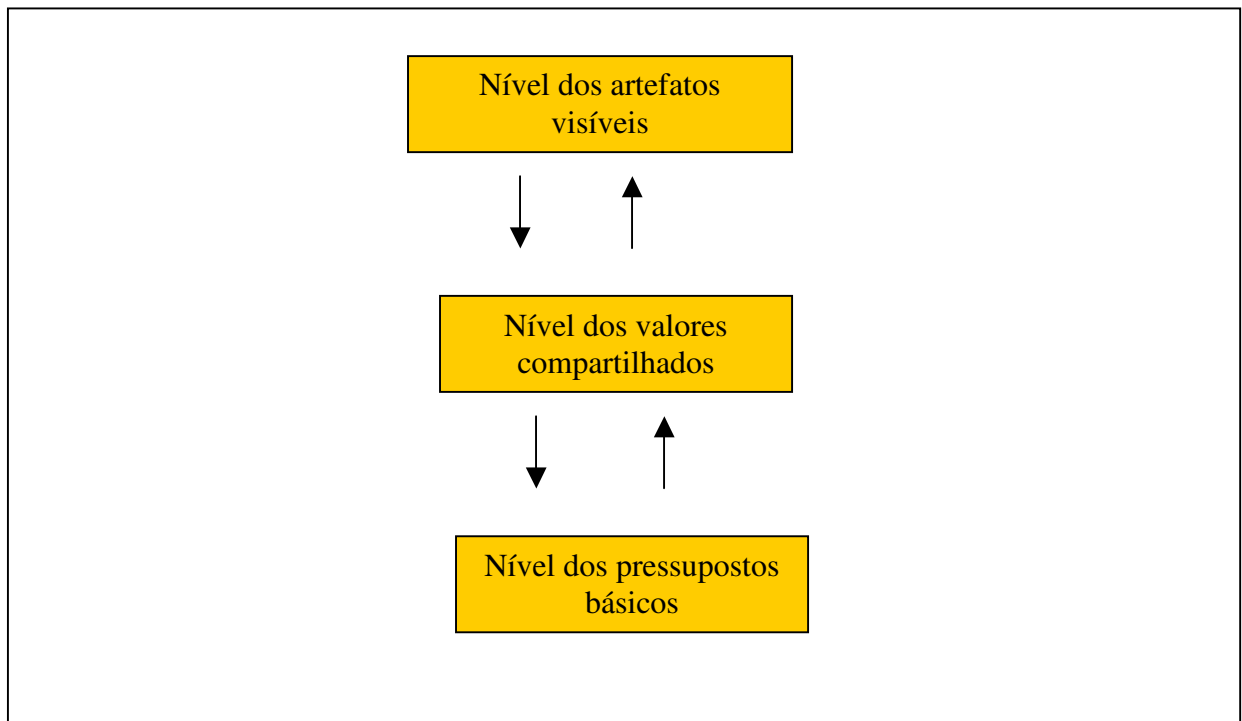 Nível dos artefatos
visíveis
Nível dos valores
compartilhados
Nível dos pressupostos
básicos